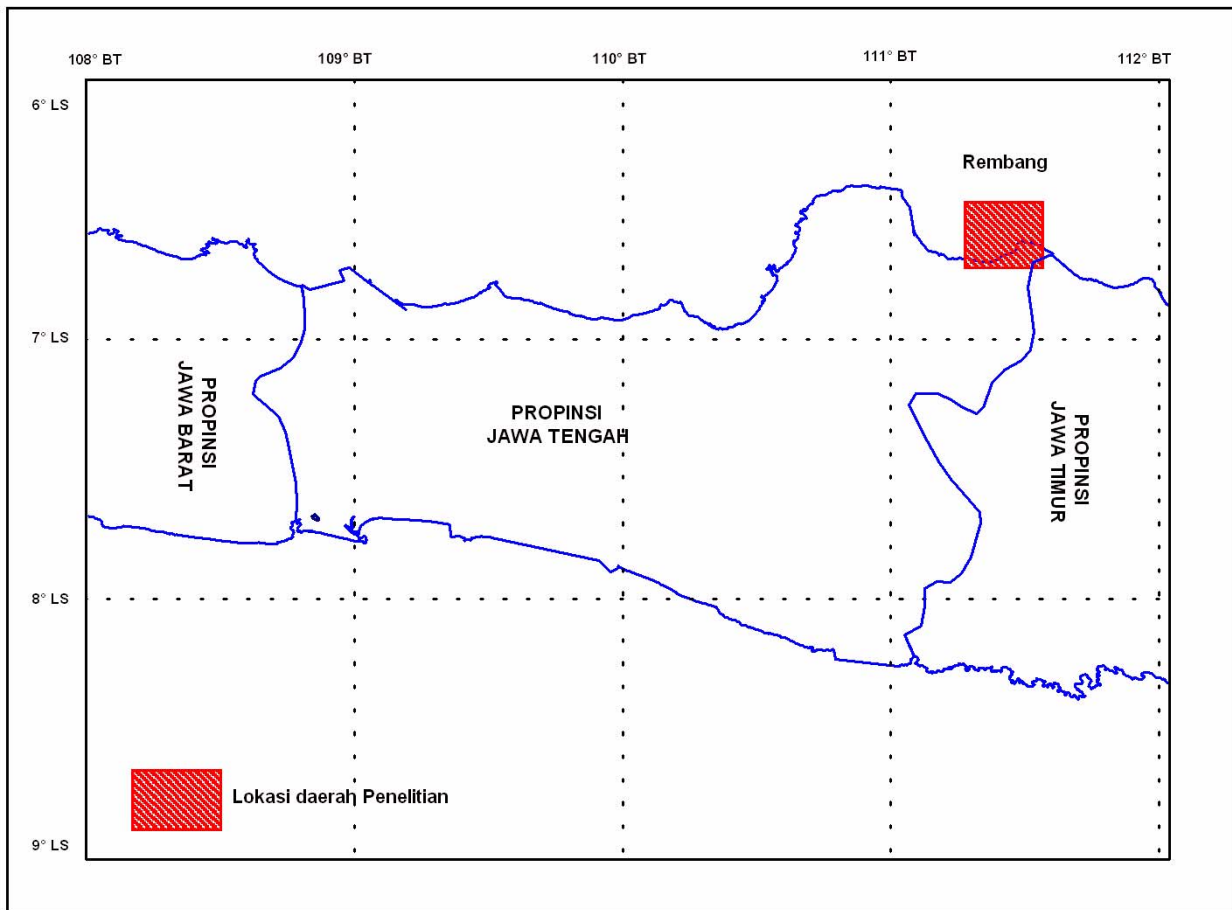 108° BT
109° BT
110° BT
111° BT
112° BT
6° LS
Rembang
7° LS
PROPINSI
JAWA BARAT
PROPINSI
JAWA TENGAH
PROPINSI
JAWA TIMUR
8° LS
Lokasi daerah Penelitian
9° LS